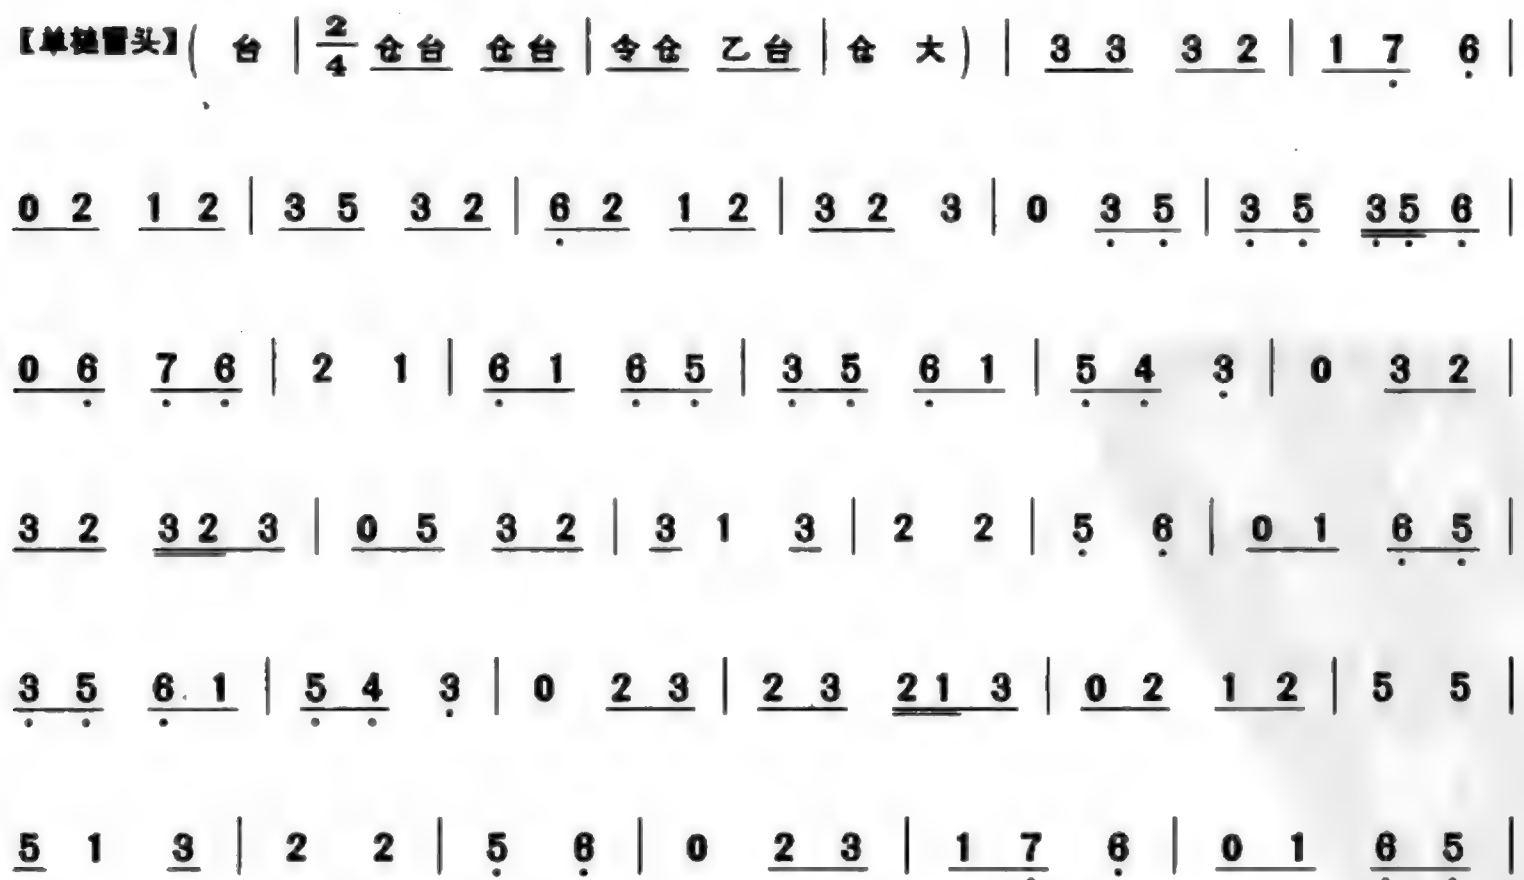 【单槌冒头】( 台 | 2/4 仓台 仓台 | 令仓 乙台 | 仓 大 ) | 3 3 3 2 | 1 7̣ 6̣ |
0 2 1 2 | 3 5 3 2 | 6̣ 2 1 2 | 3 2 3 | 0 3̣ 5̣ | 3̣ 5̣ 3̣5̣ 6̣ |
0 6̣ 7̣ 6̣ | 2 1 | 6̣ 1 6̣ 5̣ | 3̣ 5̣ 6̣ 1 | 5̣ 4̣ 3̣ | 0 3 2 |
3 2 32 3 | 0 5 3 2 | 3 1 3 | 2 2 | 5̣ 6̣ | 0 1 6̣ 5̣ |
3̣ 5̣ 6̣. 1 | 5̣ 4̣ 3̣ | 0 2 3 | 2 3 21 3 | 0 2 1 2 | 5 5 |
5 1 3 | 2 2 | 5̣ 6̣ | 0 2 3 | 1 7̣ 6̣ | 0 1 6̣ 5̣ |